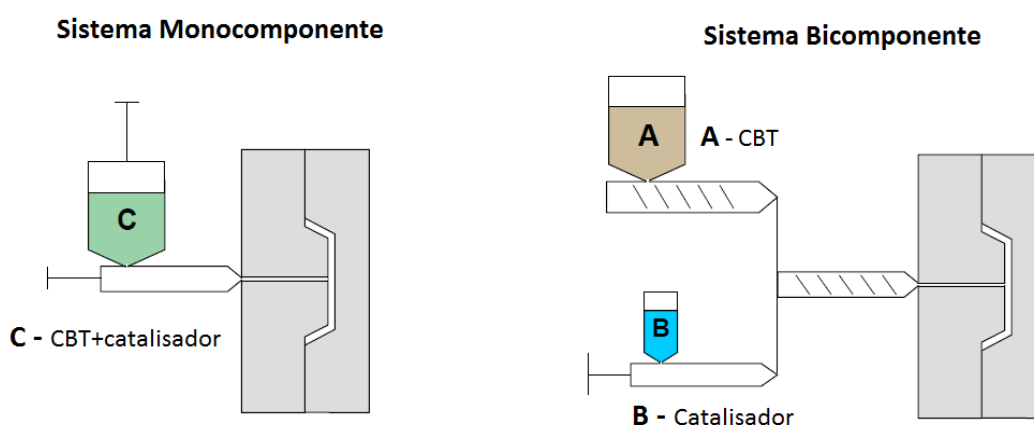 Sistema Monocomponente
C
C - CBT+catalisador
Sistema Bicomponente
A
A - CBT
B
B - Catalisador